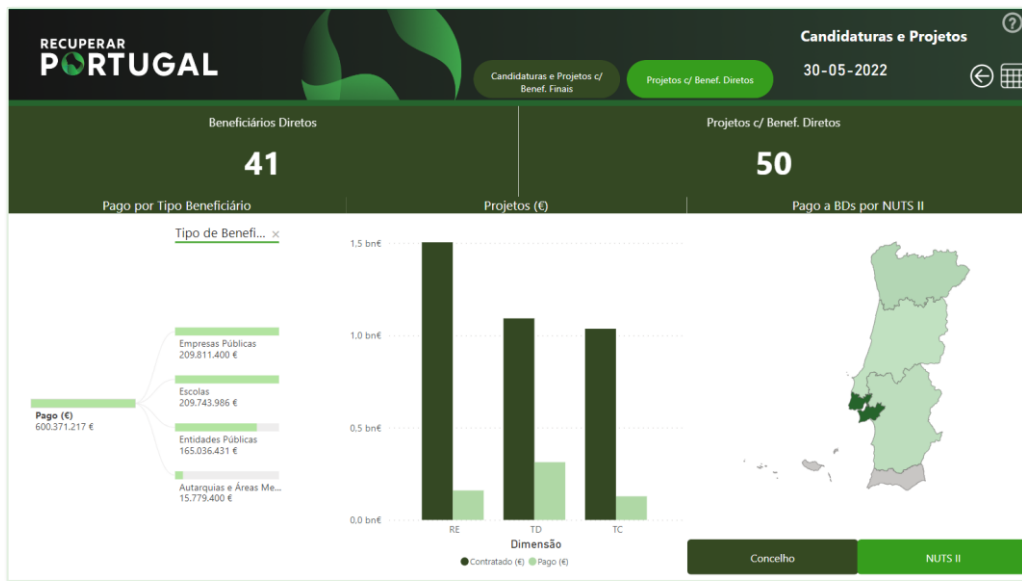 RECUPERAR
PORTUGAL
Candidaturas e Projetos c/
Benef. Finais
Projetos c/ Benef. Diretos
Candidaturas e Projetos
30-05-2022
?
Beneficiários Diretos
41
Projetos c/ Benef. Diretos
50
Pago por Tipo Beneficiário
Projetos (€)
Pago a BDs por NUTS II
Tipo de Benefi... ×
Pago (€)
600.371.217 €
Empresas Públicas
209.811.400 €
Escolas
209.743.986 €
Entidades Públicas
165.036.431 €
Autarquias e Áreas Me...
15.779.400 €
1,5 bn€
1,0 bn€
0,5 bn€
0,0 bn€
RE
TD
TC
Dimensão
Contratado (€) Pago (€)
Concelho
NUTS II